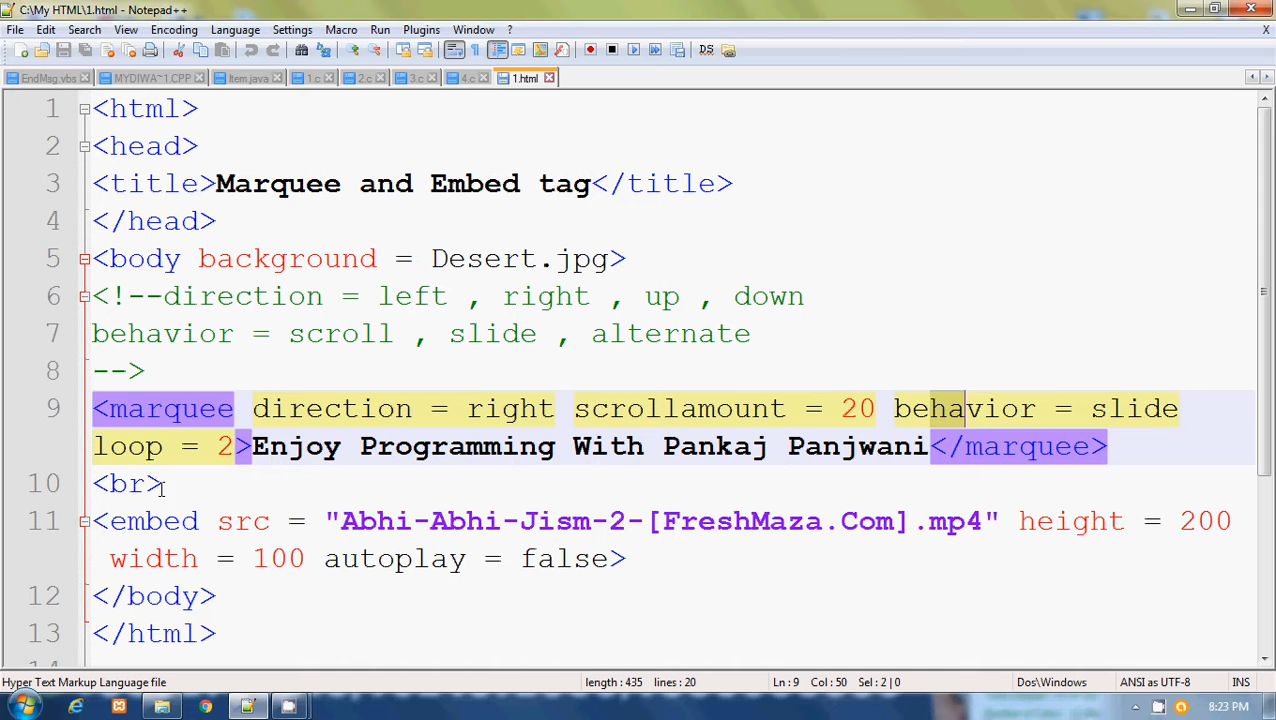 C:\My HTML\1.html - Notepad++
File Edit Search View Encoding Language Settings Macro Run Plugins Window ? X
EndMsg.vbs MYDIWA~1.CPP Item.java 1.c 2.c 3.c 4.c 1.html
1 <html>
2 <head>
3 <title>Marquee and Embed tag</title>
4 </head>
5 <body background = Desert.jpg>
6 <!--direction = left , right , up , down
7 behavior = scroll , slide , alternate
8 -->
9 <marquee direction = right scrollamount = 20 behavior = slide
loop = 2>Enjoy Programming With Pankaj Panjwani</marquee>
10 <br>
11 <embed src = "Abhi-Abhi-Jism-2-[FreshMaza.Com].mp4" height = 200
width = 100 autoplay = false>
12 </body>
13 </html>
Hyper Text Markup Language file length : 435 lines : 20 Ln : 9 Col : 50 Sel : 2 | 0 Dos\Windows ANSI as UTF-8 INS
8:23 PM